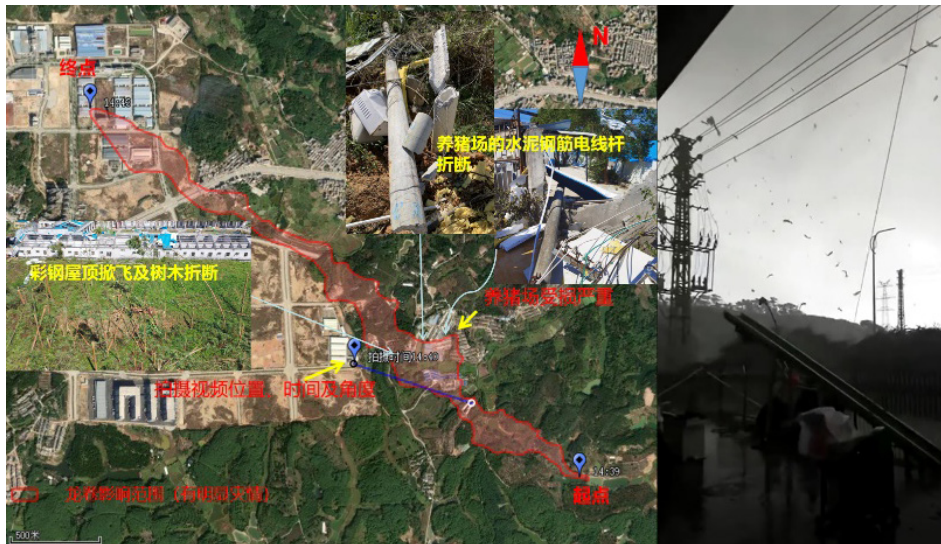 终点
14:43
N
养猪场的水泥钢筋电线杆
折断
彩钢屋顶掀飞及树木折断
养猪场受损严重
拍摄时间14:40
拍摄视频位置、时间及角度
14:39
起点
龙卷影响范围（有明显灾情）
500米